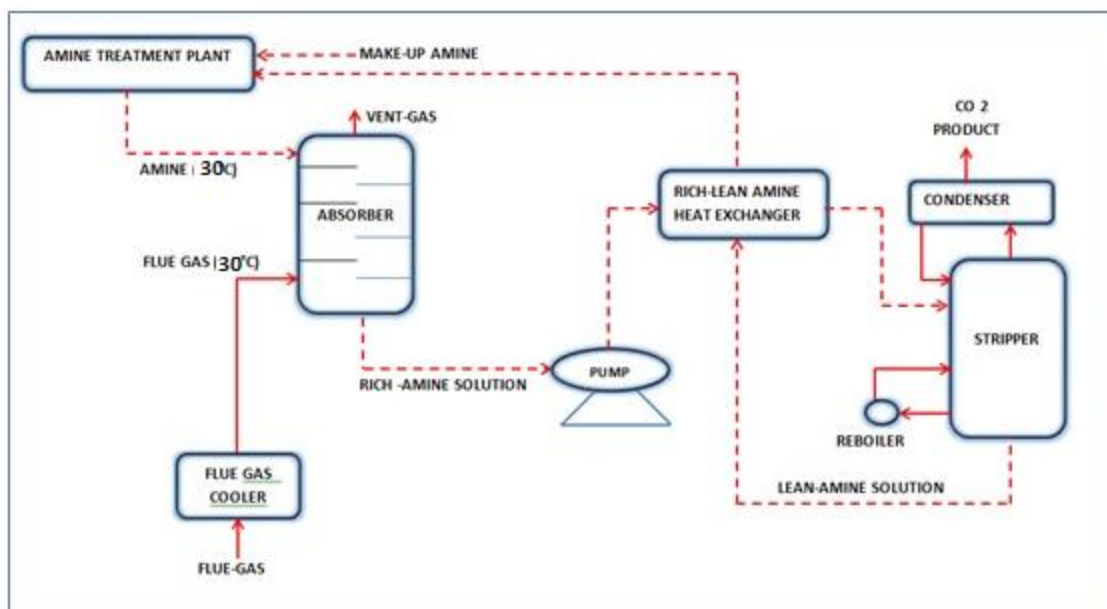 AMINE TREATMENT PLANT
MAKE-UP AMINE
VENT-GAS
AMINE ( 30°C)
ABSORBER
FLUE GAS (30°C)
RICH -AMINE SOLUTION
PUMP
RICH-LEAN AMINE
HEAT EXCHANGER
CO 2
PRODUCT
CONDENSER
STRIPPER
REBOILER
LEAN-AMINE SOLUTION
FLUE GAS
COOLER
FLUE-GAS